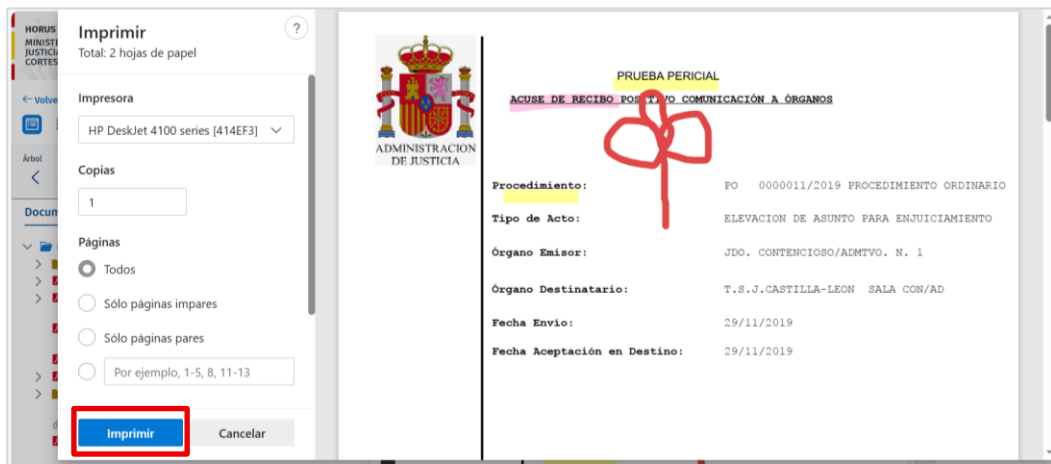 HORUS
MINISTI
JUSTICIA
CORTES
Volve
Árbol
Docum
Imprimir
?
Total: 2 hojas de papel
Impresora
HP DeskJet 4100 series [414EF3]
Copias
1
Páginas
Todos
Sólo páginas impares
Sólo páginas pares
Por ejemplo, 1-5, 8, 11-13
Imprimir
Cancelar
ADMINISTRACION
DE JUSTICIA
PRUEBA PERICIAL
ACUSE DE RECIBO POSITIVO COMUNICACIÓN A ÓRGANOS
Procedimiento: PO 0000011/2019 PROCEDIMIENTO ORDINARIO
Tipo de Acto: ELEVACION DE ASUNTO PARA ENJUICIAMIENTO
Órgano Emisor: JDO. CONTENCIOSO/ADMTVO. N. 1
Órgano Destinatario: T.S.J.CASTILLA-LEON SALA CON/AD
Fecha Envío: 29/11/2019
Fecha Aceptación en Destino: 29/11/2019